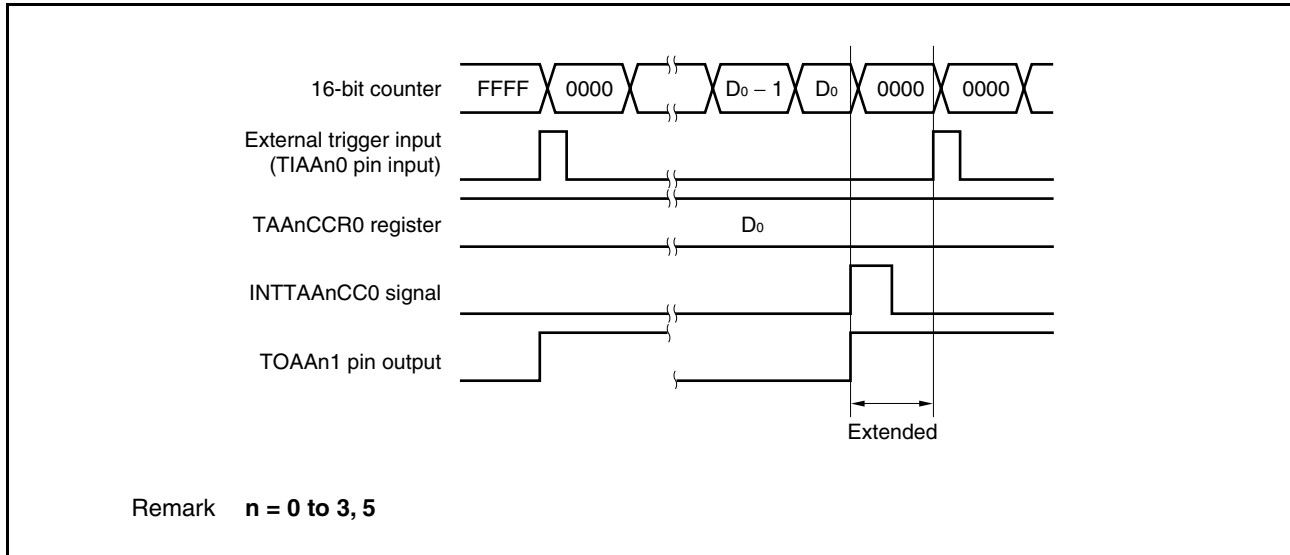 16-bit counter FFFF 0000 D₀ − 1 D₀ 0000 0000
External trigger input
(TIAAn0 pin input)
TAAnCCR0 register D₀
INTTAAnCC0 signal
TOAAn1 pin output
Extended
Remark n = 0 to 3, 5